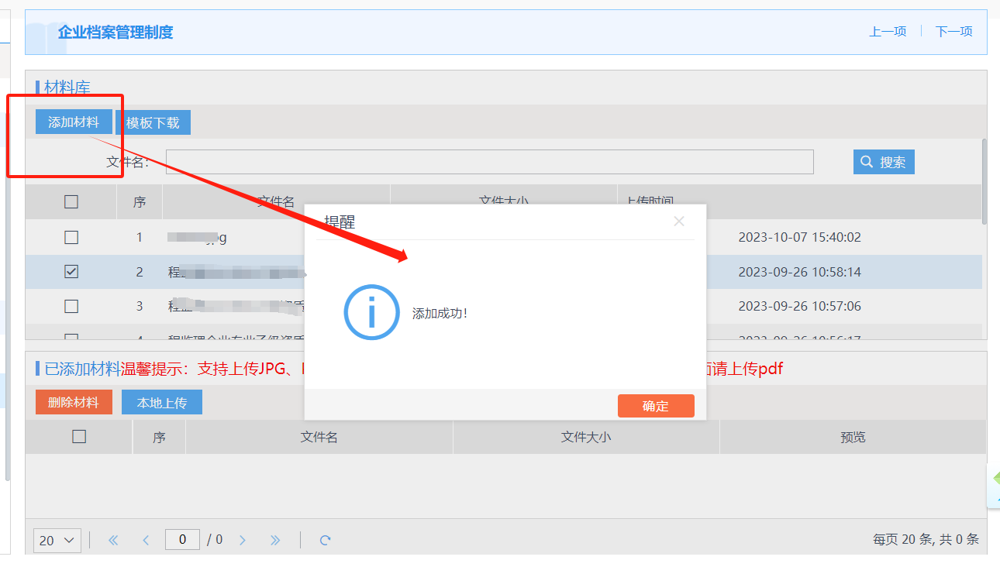 企业档案管理制度
上一项 下一项
材料库
添加材料 模板下载
文件名: 搜索
序 文件名 文件大小 上传时间
1 2023-10-07 15:40:02
2 程 2023-09-26 10:58:14
3 程 资质 2023-09-26 10:57:06
4 程监理企业专业乙级资质 2023-09-26 10:56:17
提醒
添加成功!
确定
已添加材料温馨提示:支持上传JPG、 请上传pdf
删除材料 本地上传
序 文件名 文件大小 预览
20 0 / 0 每页 20 条, 共 0 条